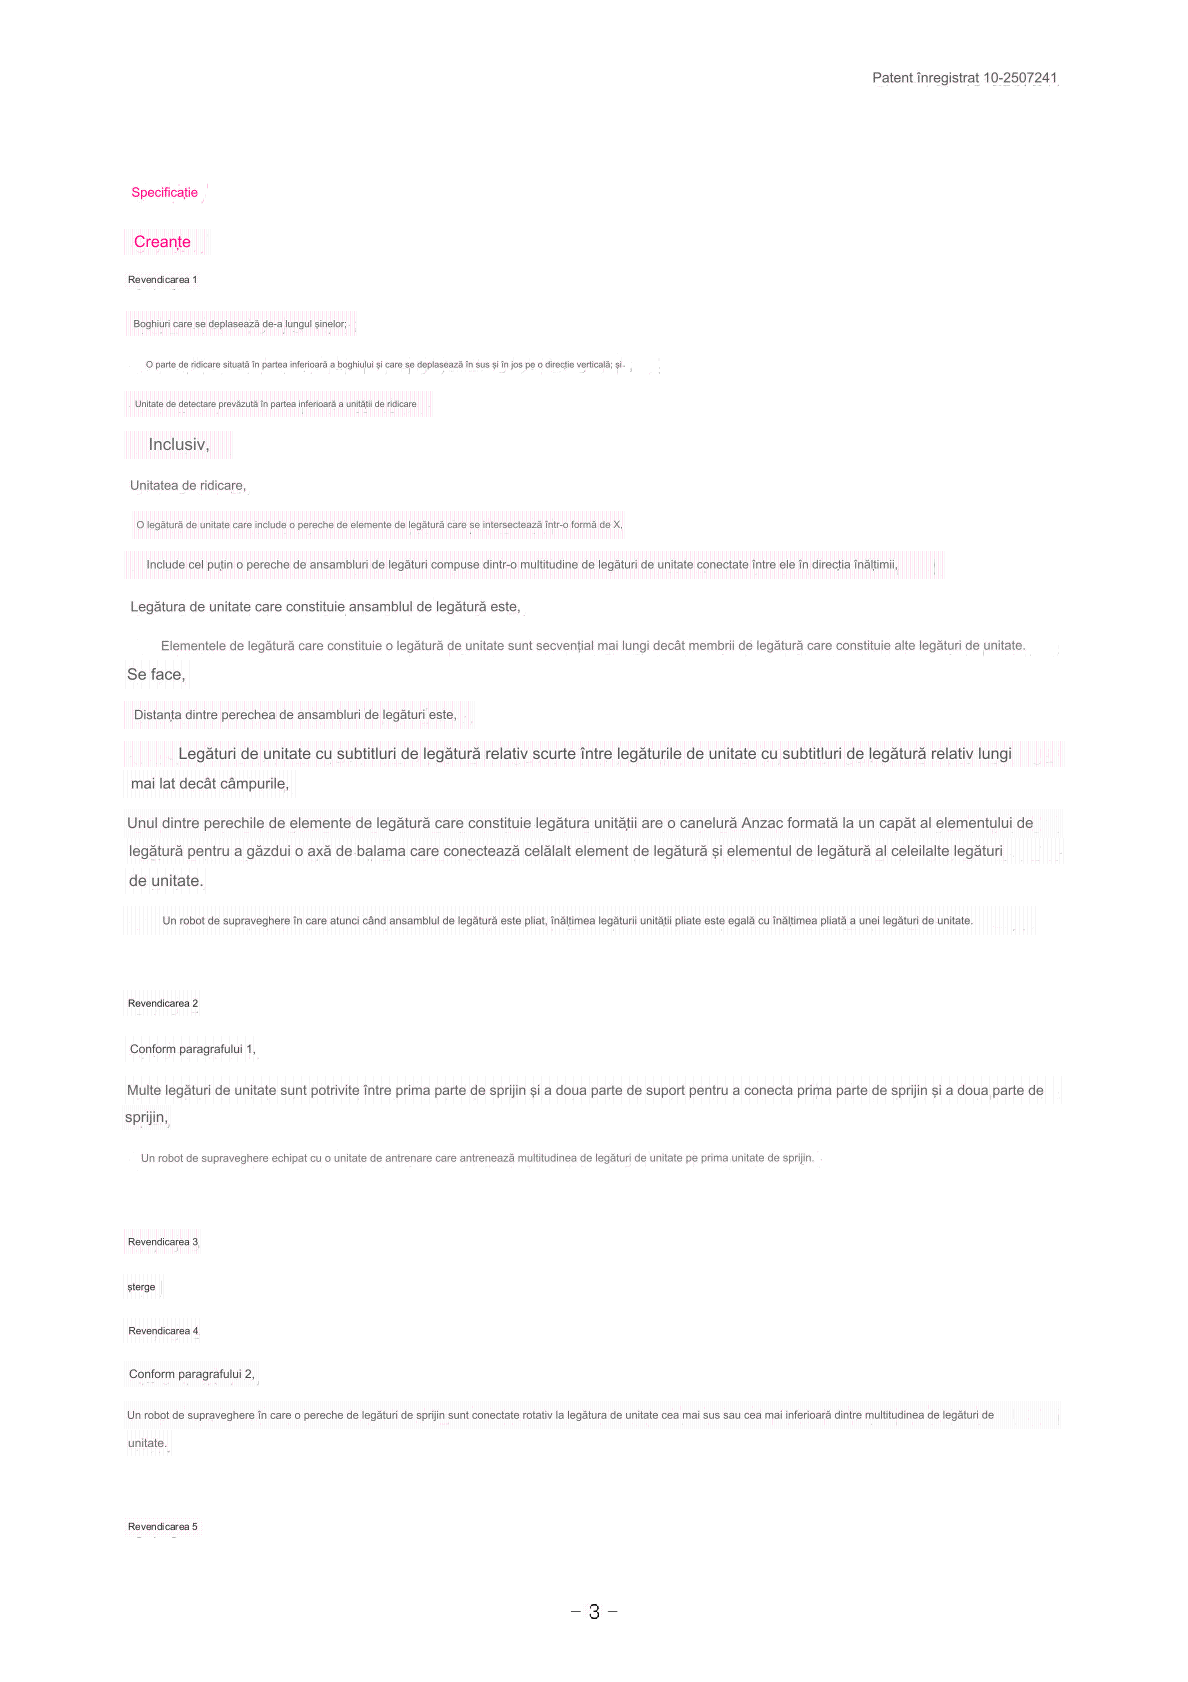 Patent înregistrat 10-2507241
Specificație
Creanțe
Revendicarea 1
Boghiuri care se deplasează de-a lungul șinelor;
O parte de ridicare situată în partea inferioară a boghiului și care se deplasează în sus și în jos pe o direcție verticală; și
Unitate de detectare prevăzută în partea inferioară a unității de ridicare
Inclusiv,
Unitatea de ridicare,
O legătură de unitate care include o pereche de elemente de legătură care se intersectează într-o formă de X,
Include cel puțin o pereche de ansambluri de legături compuse dintr-o multitudine de legături de unitate conectate între ele în direcția înălțimii,
Legătura de unitate care constituie ansamblul de legătură este,
Elementele de legătură care constituie o legătură de unitate sunt secvențial mai lungi decât membrii de legătură care constituie alte legături de unitate.
Se face,
Distanța dintre perechea de ansambluri de legături este,
Legături de unitate cu subtitluri de legătură relativ scurte între legăturile de unitate cu subtitluri de legătură relativ lungi
mai lat decât câmpurile,
Unul dintre perechile de elemente de legătură care constituie legătura unității are o canelură Anzac formată la un capăt al elementului de
legătură pentru a găzdui o axă de balama care conectează celălalt element de legătură și elementul de legătură al celeilalte legături
de unitate.
Un robot de supraveghere în care atunci când ansamblul de legătură este pliat, înălțimea legăturii unității pliate este egală cu înălțimea pliată a unei legături de unitate.
Revendicarea 2
Conform paragrafului 1,
Multe legături de unitate sunt potrivite între prima parte de sprijin și a doua parte de suport pentru a conecta prima parte de sprijin și a doua parte de
sprijin,
Un robot de supraveghere echipat cu o unitate de antrenare care antrenează multitudinea de legături de unitate pe prima unitate de sprijin.
Revendicarea 3
șterge
Revendicarea 4
Conform paragrafului 2,
Un robot de supraveghere în care o pereche de legături de sprijin sunt conectate rotativ la legătura de unitate cea mai sus sau cea mai inferioară dintre multitudinea de legături de
unitate.
Revendicarea 5
- 3 -